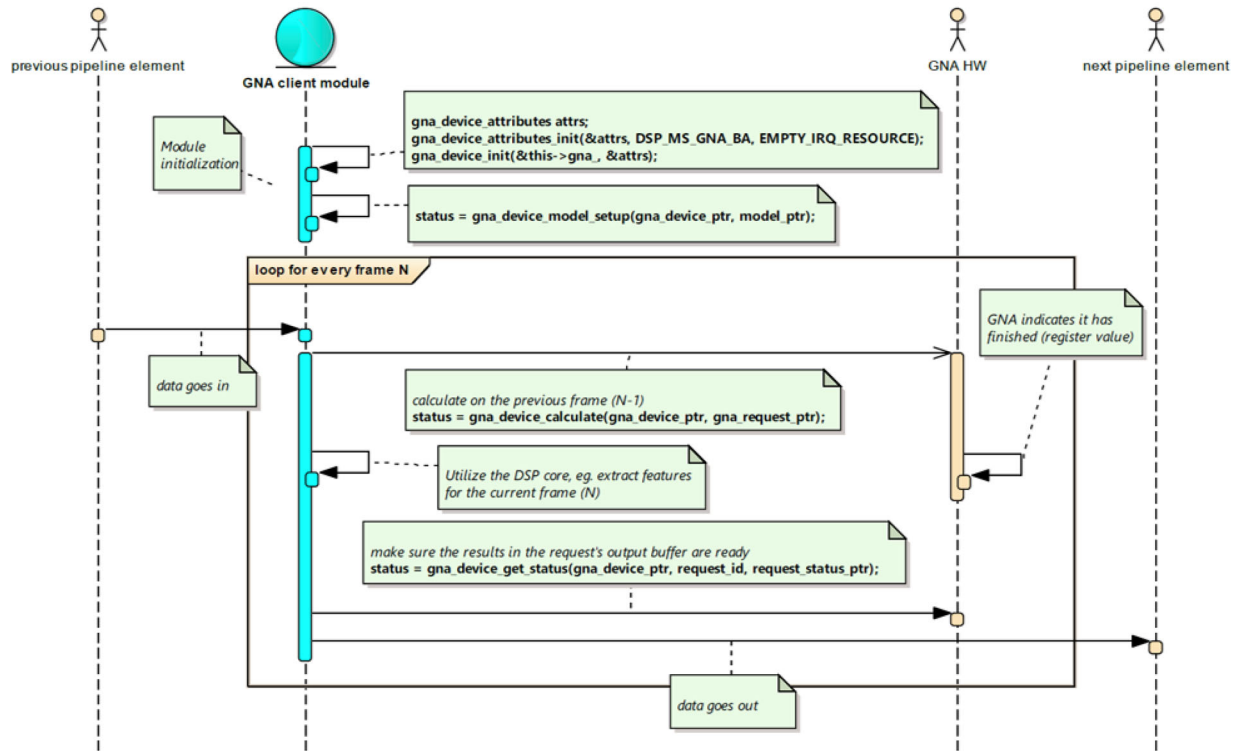 previous pipeline element
GNA client module
GNA HW
next pipeline element
Module
initialization
gna_device_attributes attrs;
gna_device_attributes_init(&attrs, DSP_MS_GNA_BA, EMPTY_IRQ_RESOURCE);
gna_device_init(&this->gna_, &attrs);
status = gna_device_model_setup(gna_device_ptr, model_ptr);
loop for every frame N
GNA indicates it has
finished (register value)
data goes in
calculate on the previous frame (N-1)
status = gna_device_calculate(gna_device_ptr, gna_request_ptr);
Utilize the DSP core, eg. extract features
for the current frame (N)
make sure the results in the request's output buffer are ready
status = gna_device_get_status(gna_device_ptr, request_id, request_status_ptr);
data goes out